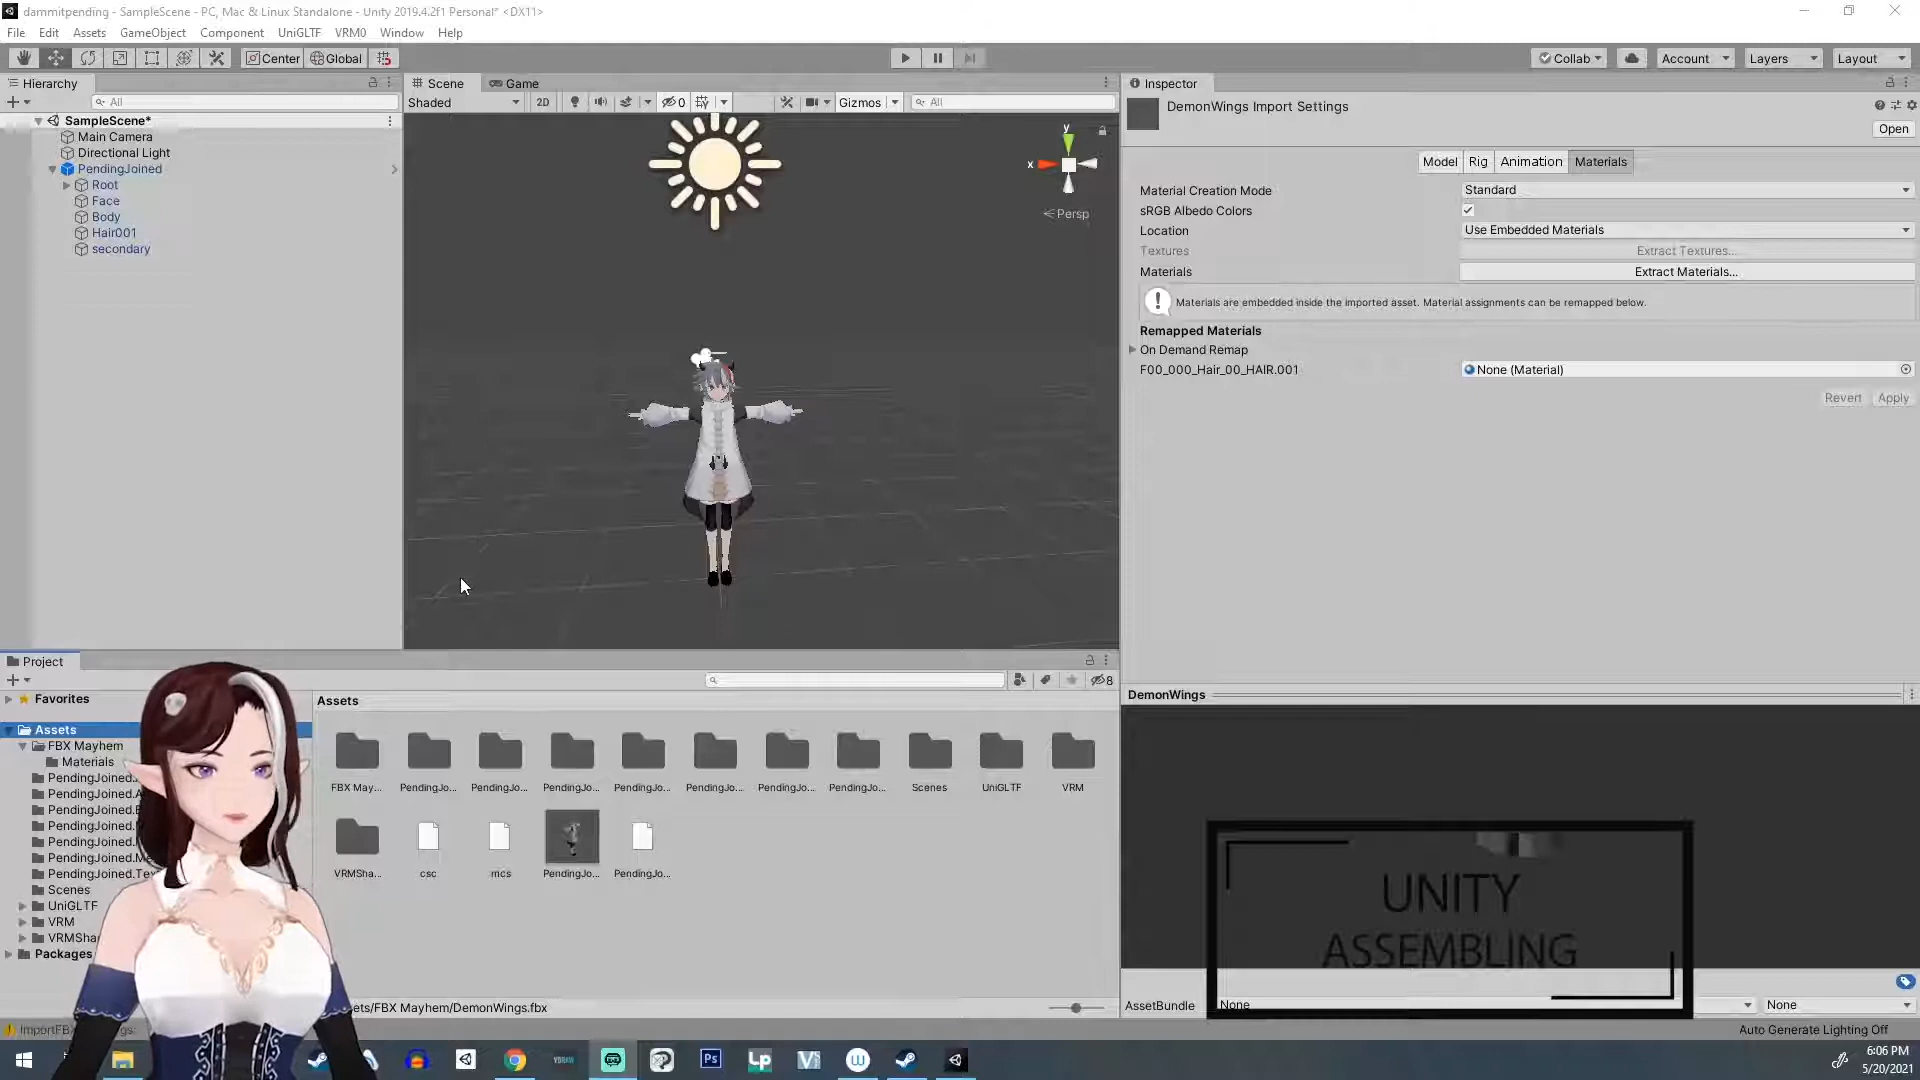 dammitpending - SampleScene - PC, Mac & Linux Standalone - Unity 2019.4.2f1 Personal* <DX11>
File Edit Assets GameObject Component UniGLTF VRM0 Window Help
Center Global Collab Account Layers Layout
Hierarchy
All
SampleScene*
Main Camera
Directional Light
PendingJoined
Root
Face
Body
Hair001
secondary
Scene Game
Shaded 2D 0 Gizmos All
y
x
Persp
Inspector
DemonWings Import Settings
Open
Model Rig Animation Materials
Material Creation Mode Standard
sRGB Albedo Colors
Location Use Embedded Materials
Textures Extract Textures...
Materials Extract Materials...
Materials are embedded inside the imported asset. Material assignments can be remapped below.
Remapped Materials
On Demand Remap
F00_000_Hair_00_HAIR.001 None (Material)
Revert Apply
Project
8
Favorites
Assets
FBX Mayhem
Materials
PendingJoined.
PendingJoined.A
PendingJoined.
PendingJoined.
PendingJoined.
PendingJoined.Me
PendingJoined.Tex
Scenes
UniGLTF
VRM
VRMSha
Packages
Assets
FBX May... PendingJo... PendingJo... PendingJo... PendingJo... PendingJo... PendingJo... PendingJo... Scenes UniGLTF VRM
VRMSha... csc mcs PendingJo... PendingJo...
ets/FBX Mayhem/DemonWings.fbx
DemonWings
UNITY
ASSEMBLING
AssetBundle None None
ImportFB
Auto Generate Lighting Off
Ps Lp
6:06 PM
5/20/2021